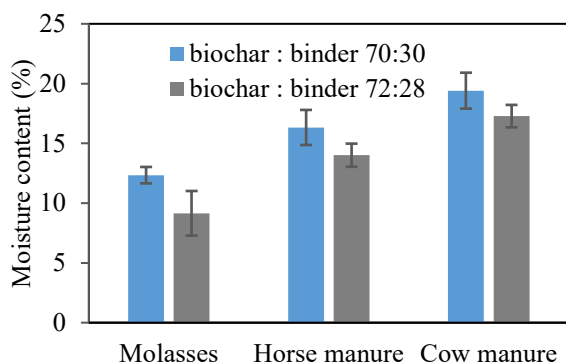 25
20
15
10
5
0
Moisture content (%)
biochar : binder 70:30
biochar : binder 72:28
Molasses Horse manure Cow manure